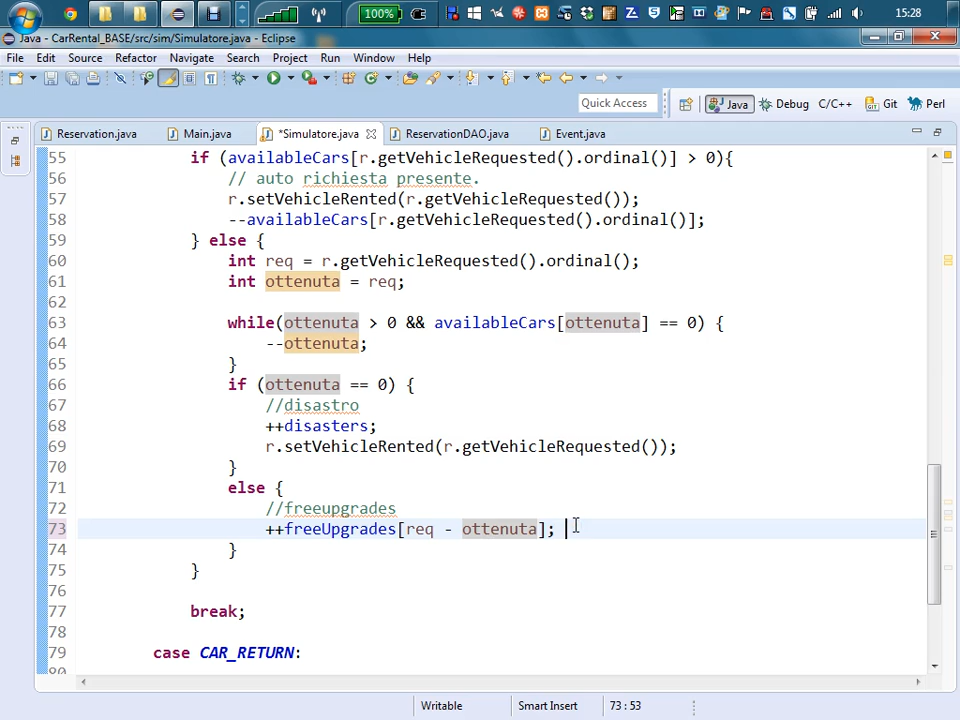 100%
15:28
Java - CarRental_BASE/src/sim/Simulatore.java - Eclipse
File Edit Source Refactor Navigate Search Project Run Window Help
Quick Access Java Debug C/C++ Git Perl
Reservation.java Main.java *Simulatore.java ReservationDAO.java Event.java
55 if (availableCars[r.getVehicleRequested().ordinal()] > 0){
56 // auto richiesta presente.
57 r.setVehicleRented(r.getVehicleRequested());
58 --availableCars[r.getVehicleRequested().ordinal()];
59 } else {
60 int req = r.getVehicleRequested().ordinal();
61 int ottenuta = req;
62
63 while(ottenuta > 0 && availableCars[ottenuta] == 0) {
64 --ottenuta;
65 }
66 if (ottenuta == 0) {
67 //disastro
68 ++disasters;
69 r.setVehicleRented(r.getVehicleRequested());
70 }
71 else {
72 //freeupgrades
73 ++freeUpgrades[req - ottenuta];
74 }
75 }
76
77 break;
78
79 case CAR_RETURN:
80
Writable Smart Insert 73 : 53